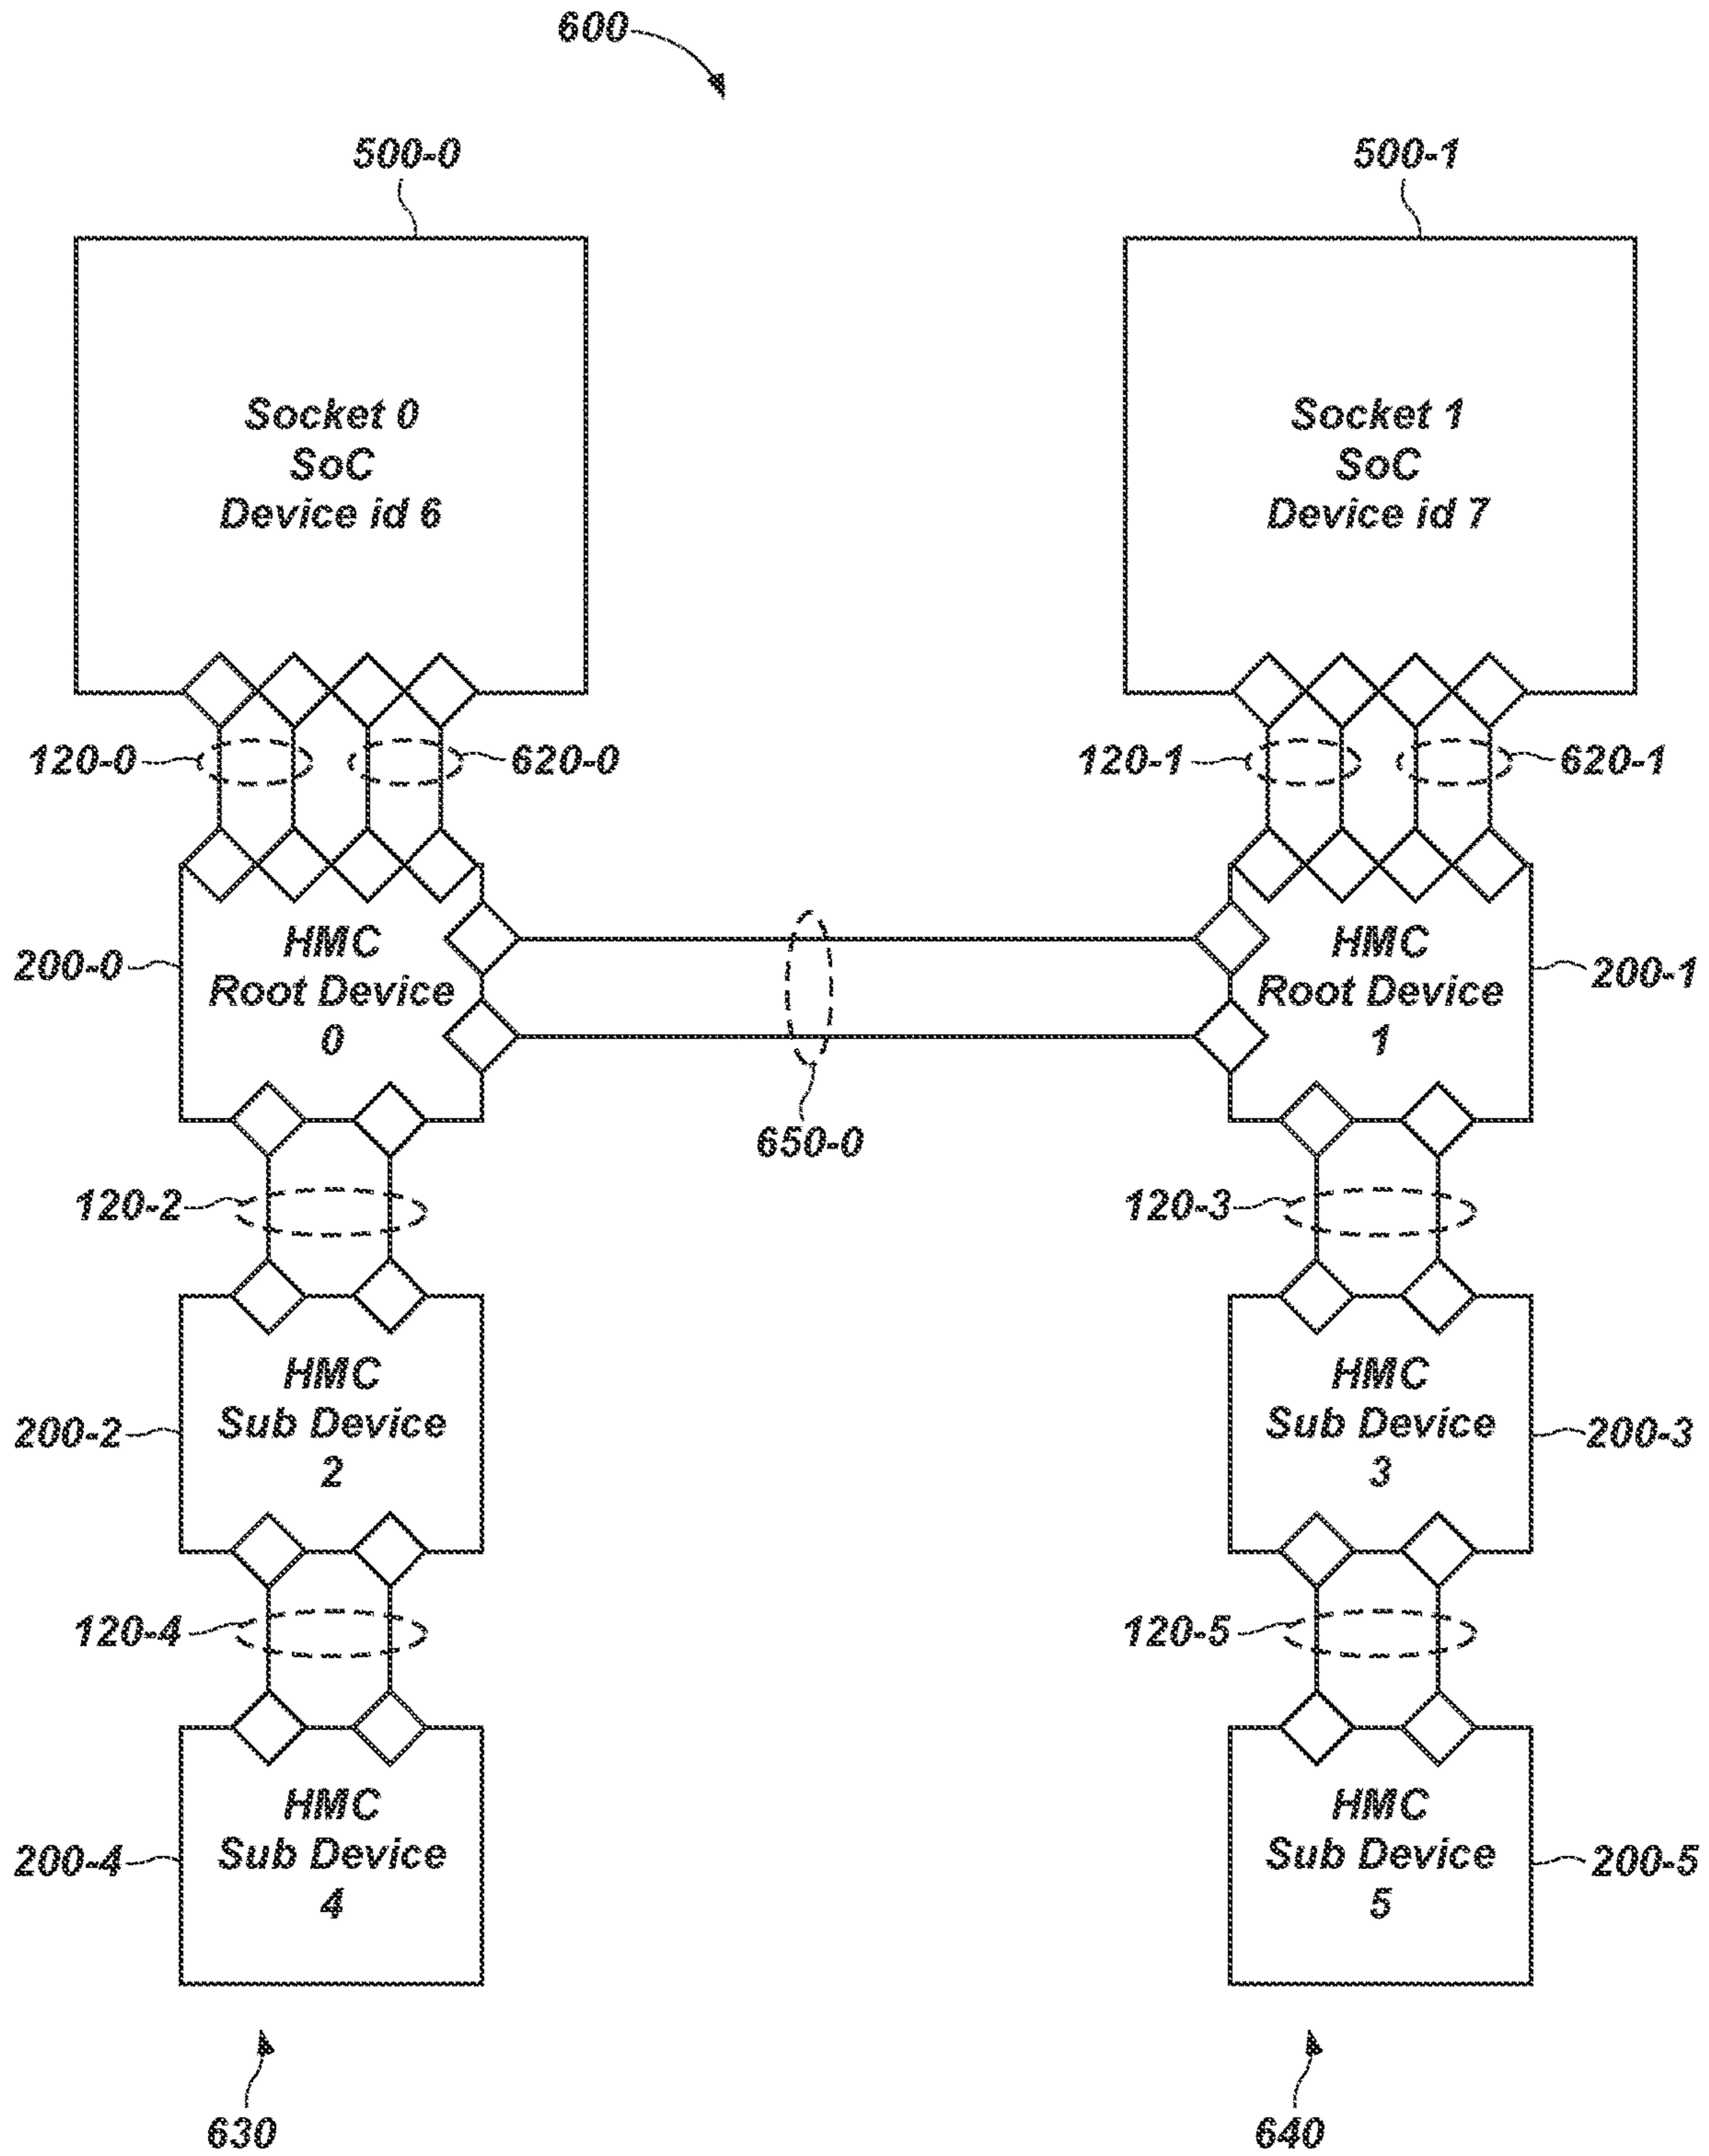 600
500-0
500-1
Socket 0
SoC
Device id 6
Socket 1
SoC
Device id 7
120-0
620-0
120-1
620-1
200-0
HMC
Root Device
0
HMC
Root Device
1
200-1
650-0
120-2
120-3
200-2
HMC
Sub Device
2
HMC
Sub Device
3
200-3
120-4
120-5
200-4
HMC
Sub Device
4
HMC
Sub Device
5
200-5
630
640